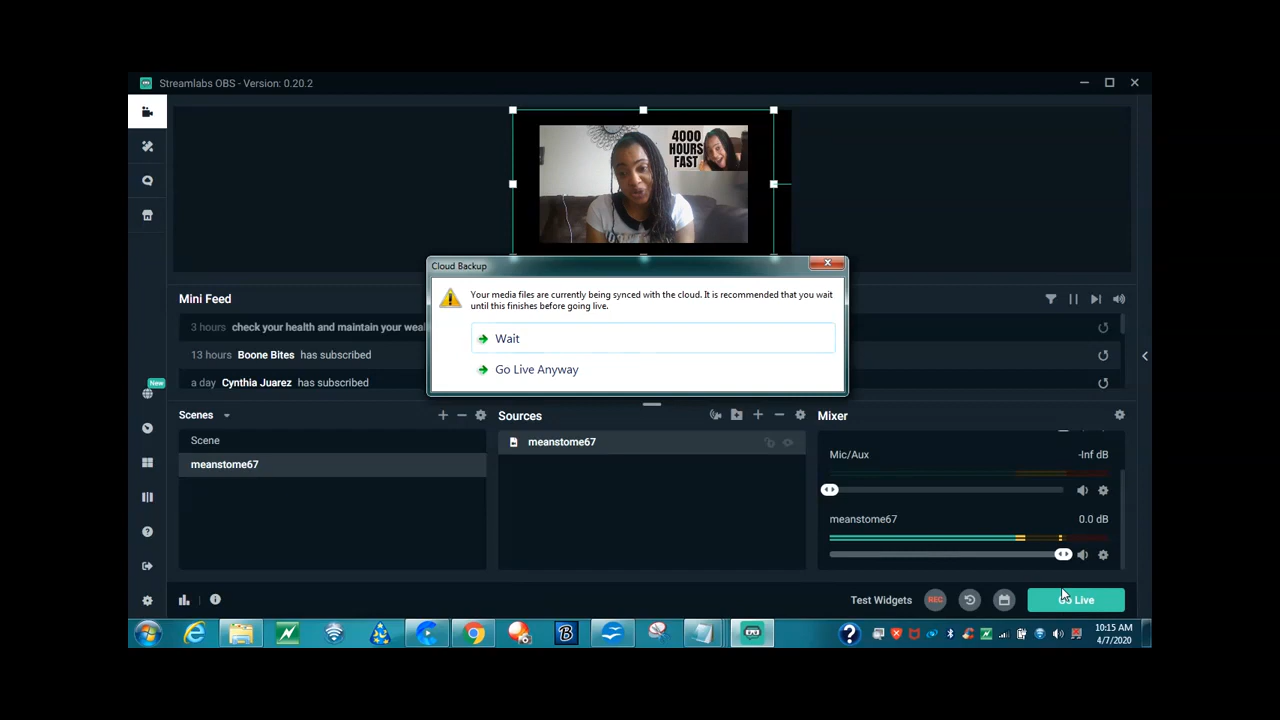 Streamlabs OBS - Version: 0.20.2
4000
HOURS
FAST
Cloud Backup
Your media files are currently being synced with the cloud. It is recommended that you wait
until this finishes before going live.
Wait
Go Live Anyway
Mini Feed
3 hours check your health and maintain your
13 hours Boone Bites has subscribed
a day Cynthia Juarez has subscribed
New
Scenes
Scene
meanstome67
Sources
meanstome67
Mixer
Mic/Aux -Inf dB
meanstome67 0.0 dB
Test Widgets REC Go Live
10:15 AM
4/7/2020